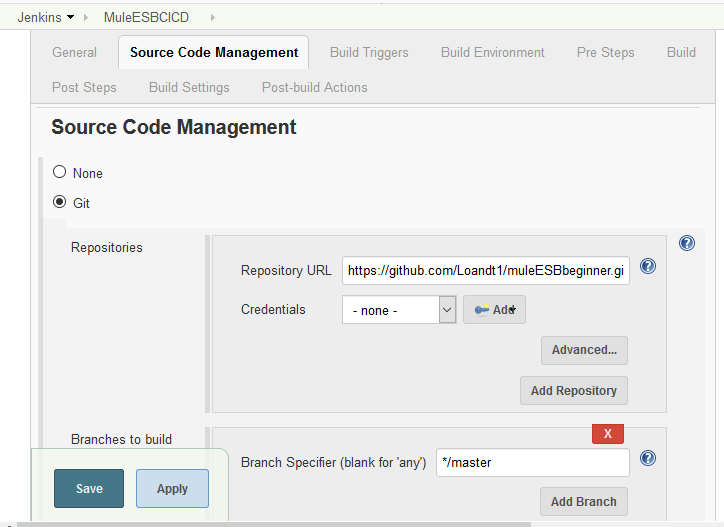 Jenkins MuleESBCICD
General Source Code Management Build Triggers Build Environment Pre Steps Build
Post Steps Build Settings Post-build Actions
Source Code Management
None
Git
Repositories
Repository URL https://github.com/Loandt1/muleESBbeginner.gi
Credentials - none - Add
Advanced...
Add Repository
Branches to build X
Branch Specifier (blank for 'any') */master
Save Apply Add Branch